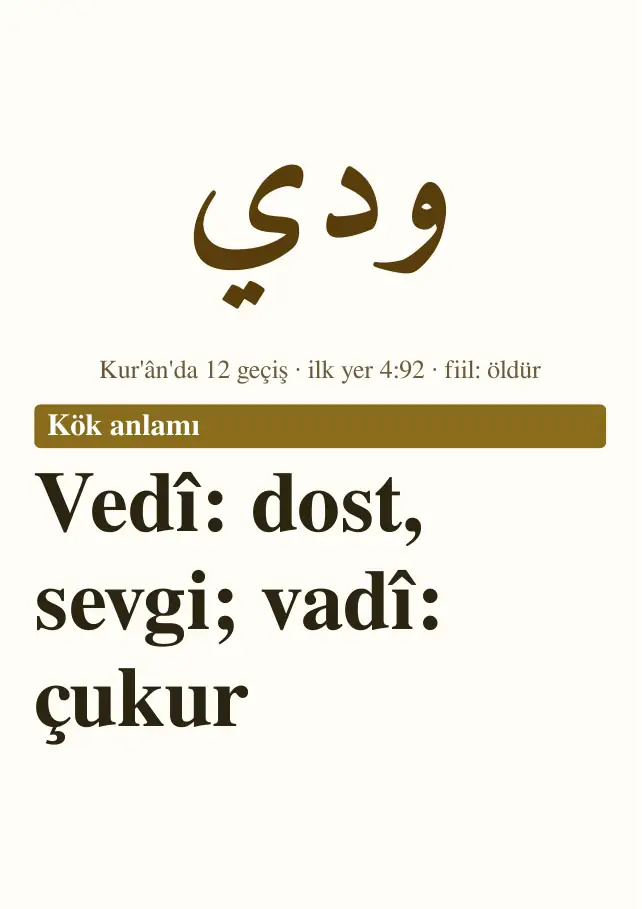 ودي
Kur'ân'da 12 geçiş · ilk yer 4:92 · fiil: öldür
Kök anlamı
Vedî: dost,
sevgi; vadî:
çukur